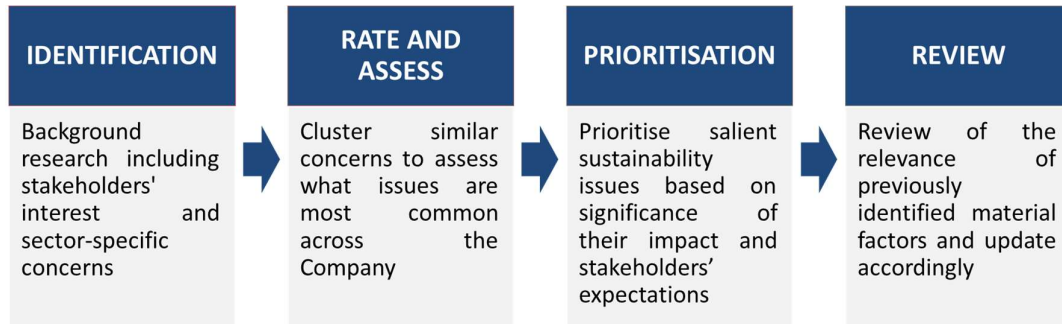 IDENTIFICATION
Background
research including
stakeholders'
interest and
sector-specific
concerns
RATE AND
ASSESS
Cluster similar
concerns to assess
what issues are
most common
across the
Company
PRIORITISATION
Prioritise salient
sustainability
issues based on
significance of
their impact and
stakeholders’
expectations
REVIEW
Review of the
relevance of
previously
identified material
factors and update
accordingly